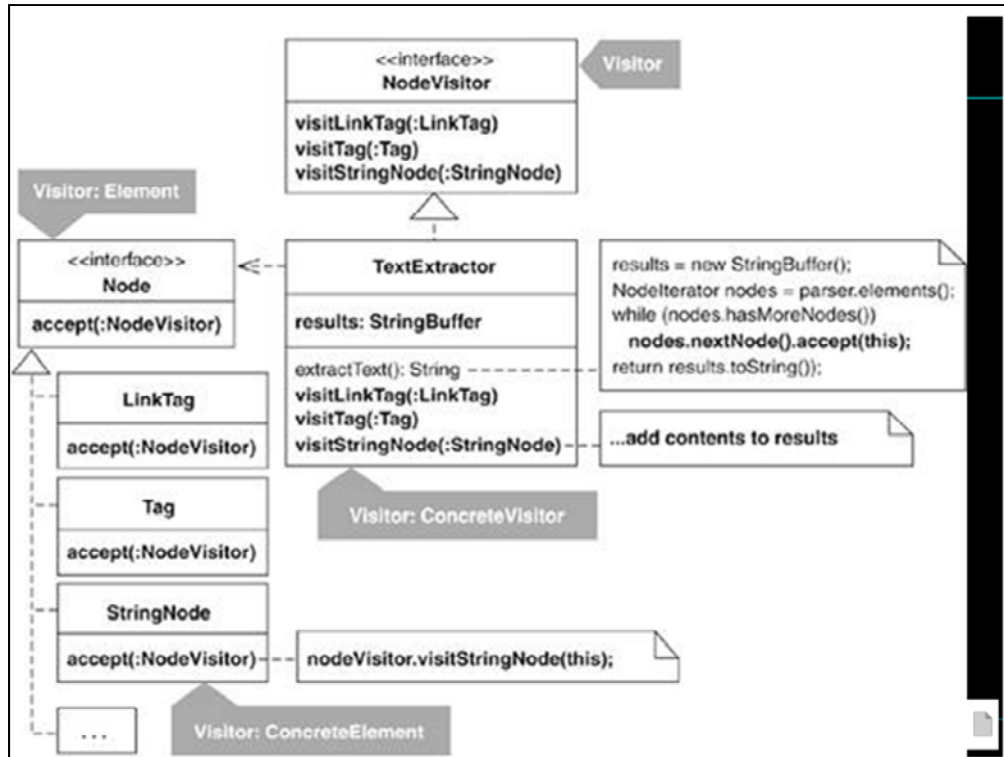 <<interface>>
NodeVisitor
Visitor
visitLinkTag(:LinkTag)
visitTag(:Tag)
visitStringNode(:StringNode)
Visitor: Element
<<interface>>
Node
accept(:NodeVisitor)
TextExtractor
results: StringBuffer
extractText(): String
visitLinkTag(:LinkTag)
visitTag(:Tag)
visitStringNode(:StringNode)
results = new StringBuffer();
NodeIterator nodes = parser.elements();
while (nodes.hasMoreNodes())
nodes.nextNode().accept(this);
return results.toString());
...add contents to results
Visitor: ConcreteVisitor
LinkTag
accept(:NodeVisitor)
Tag
accept(:NodeVisitor)
StringNode
accept(:NodeVisitor)
nodeVisitor.visitStringNode(this);
Visitor: ConcreteElement
...